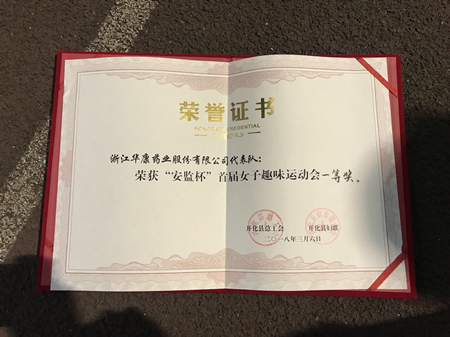 荣誉证书
浙江华康药业股份有限公司代表队：
荣获“安监杯”首届女子趣味运动会一等奖。
开化县总工会 开化县妇联
二〇一八年三月六日